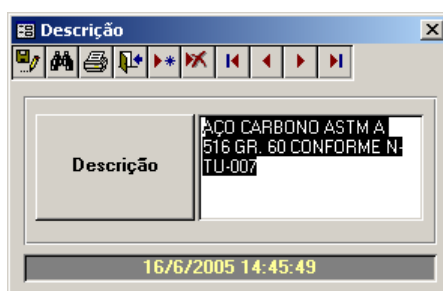 Descrição
Descrição
AÇO CARBONO ASTM A
516 GR. 60 CONFORME N-
TU-007
16/6/2005 14:45:49